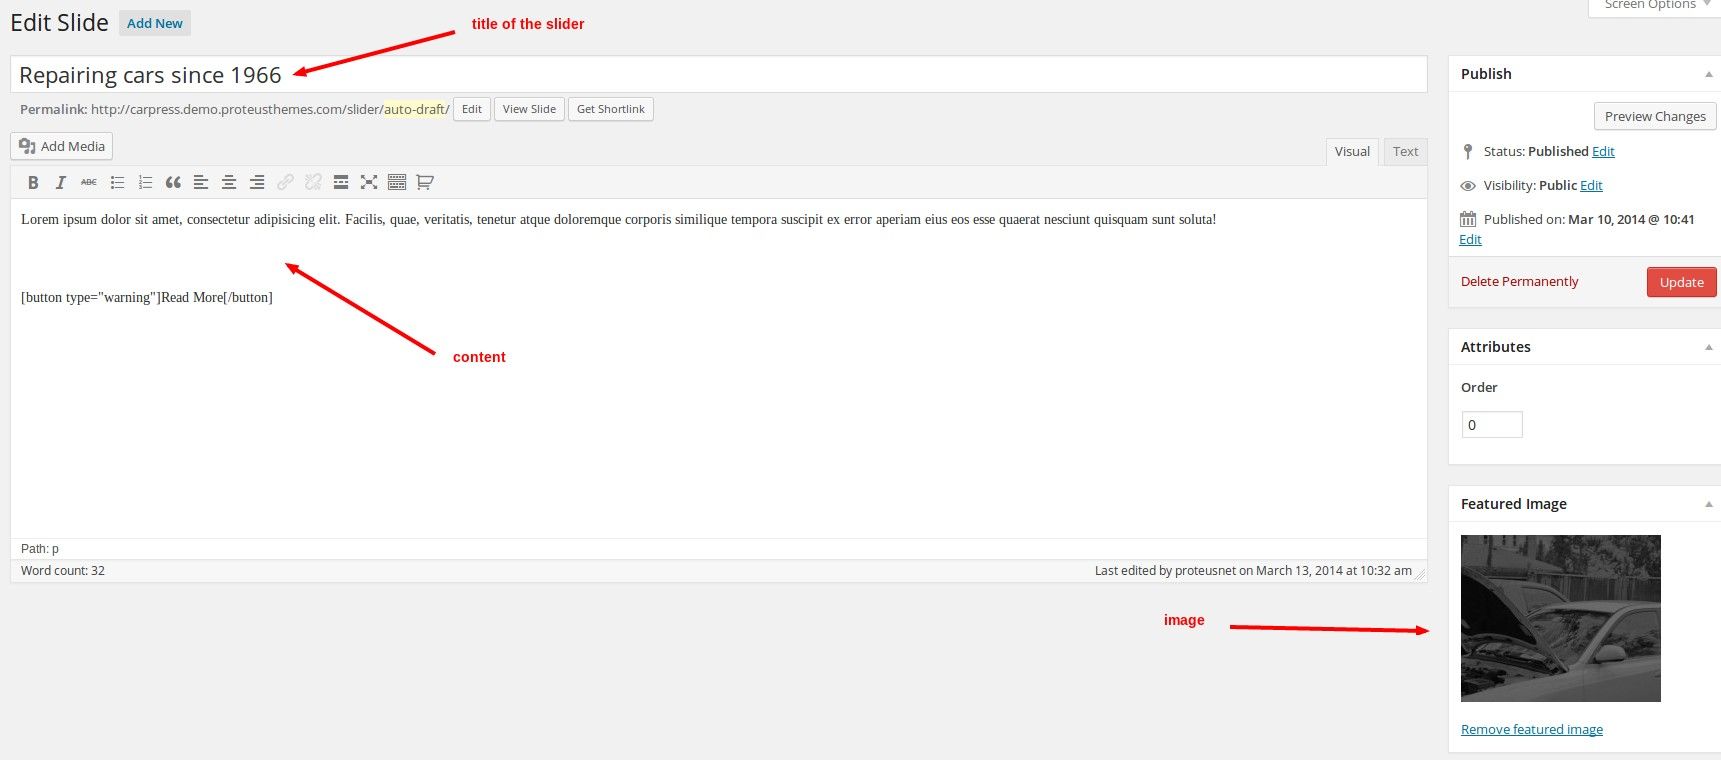 Screen Options
Edit Slide Add New
title of the slider
Repairing cars since 1966
Permalink: http://carpress.demo.proteusthemes.com/slider/auto-draft/ Edit View Slide Get Shortlink
Add Media
Visual Text
B I ABC
Lorem ipsum dolor sit amet, consectetur adipisicing elit. Facilis, quae, veritatis, tenetur atque doloremque corporis similique tempora suscipit ex error aperiam eius eos esse quaerat nesciunt quisquam sunt soluta!
[button type="warning"]Read More[/button]
content
Path: p
Word count: 32
Last edited by proteusnet on March 13, 2014 at 10:32 am
image
Publish
Preview Changes
Status: Published Edit
Visibility: Public Edit
Published on: Mar 10, 2014 @ 10:41
Edit
Delete Permanently Update
Attributes
Order
0
Featured Image
Remove featured image